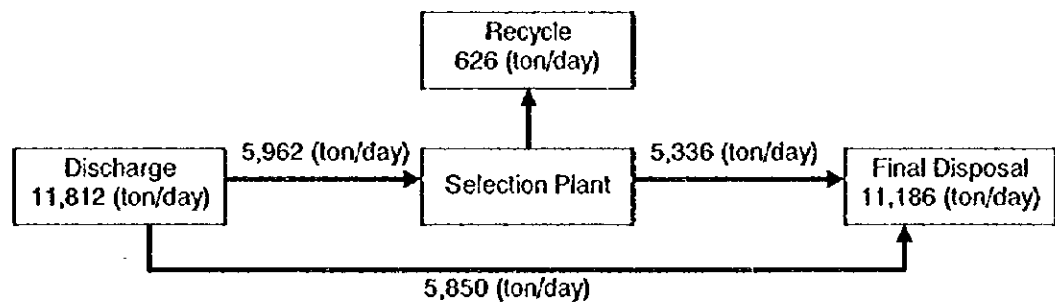 Recycle
626 (ton/day)
5,962 (ton/day)
5,336 (ton/day)
Discharge
11,812 (ton/day)
Selection Plant
Final Disposal
11,186 (ton/day)
5,850 (ton/day)